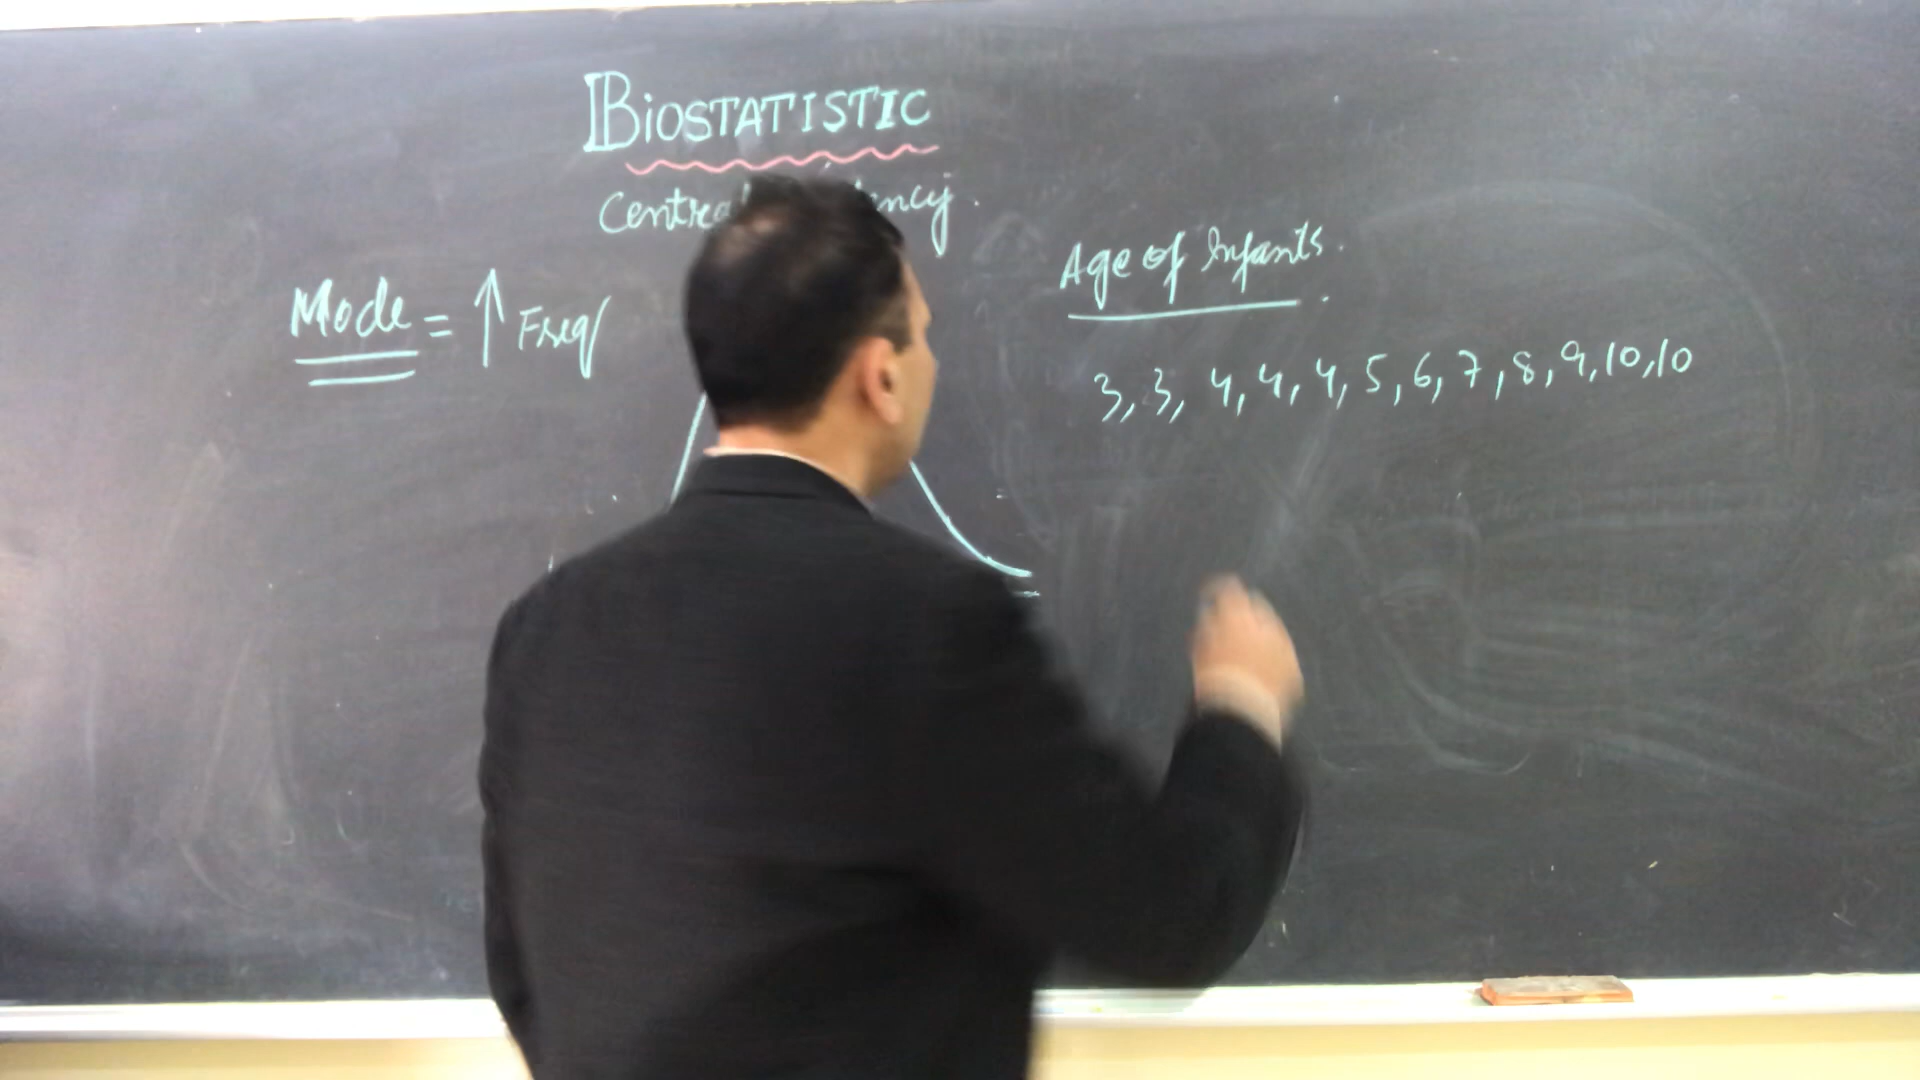 BIOSTATISTIC
Mode = ↑ Freq
Age of Infants.
3, 3, 4, 4, 4, 5, 6, 7, 8, 9, 10, 10